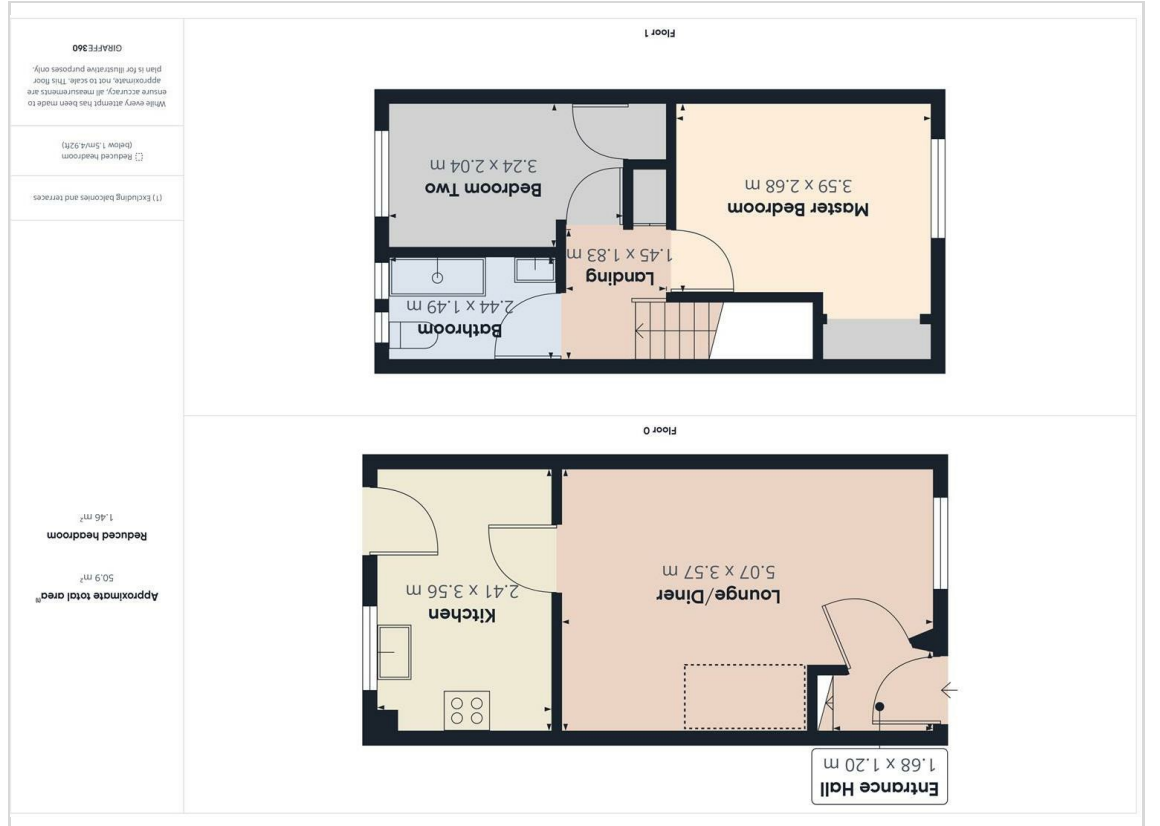 Entrance Hall
1.68 x 1.20 m
Lounge/Diner
5.07 x 3.57 m
Kitchen
2.41 x 3.56 m
Floor 0
Bathroom
2.44 x 1.49 m
Landing
1.45 x 1.83 m
Master Bedroom
3.59 x 2.68 m
Bedroom Two
3.24 x 2.04 m
Floor 1
Approximate total area⁽¹⁾
50.9 m²
Reduced headroom
1.46 m²
(1) Excluding balconies and terraces
Reduced headroom
(below 1.5m/4.92ft)
While every attempt has been made to
ensure accuracy, all measurements are
approximate, not to scale. This floor
plan is for illustrative purposes only.
GIRAFFE360